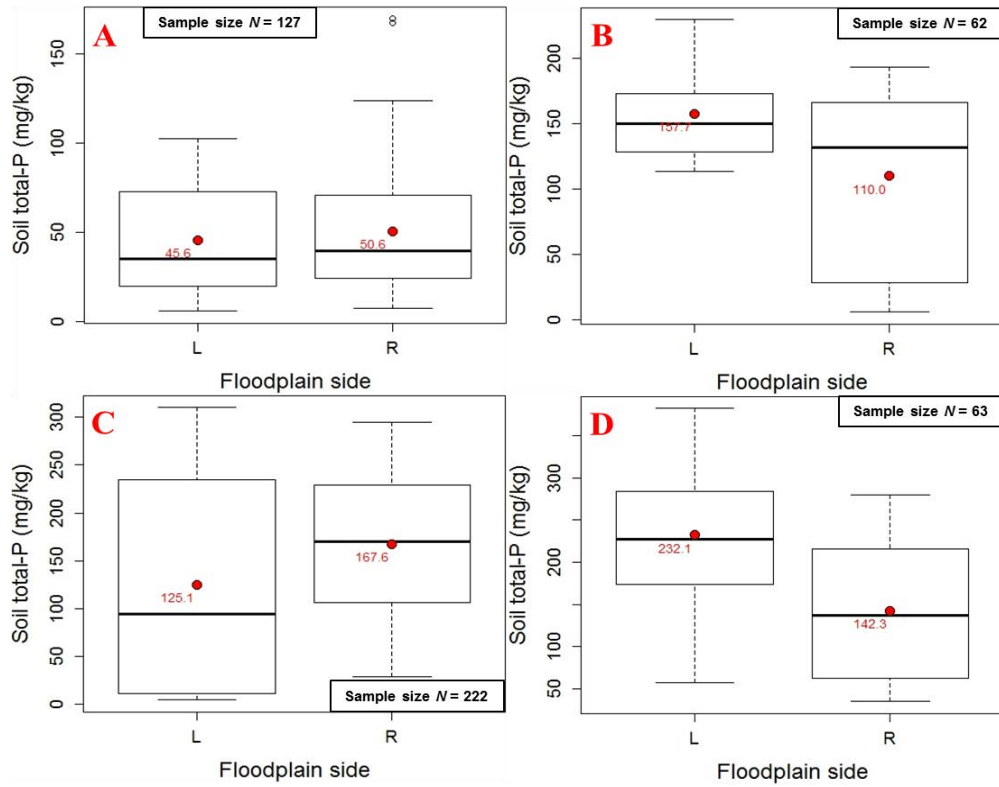 A
Sample size N = 127
Soil total-P (mg/kg)
150
100
50
0
45.6
50.6
L
R
Floodplain side
B
Sample size N = 62
Soil total-P (mg/kg)
200
150
100
50
0
157.7
110.0
L
R
Floodplain side
C
Soil total-P (mg/kg)
300
250
200
150
100
50
0
125.1
167.6
Sample size N = 222
L
R
Floodplain side
D
Sample size N = 63
Soil total-P (mg/kg)
300
200
100
50
232.1
142.3
L
R
Floodplain side